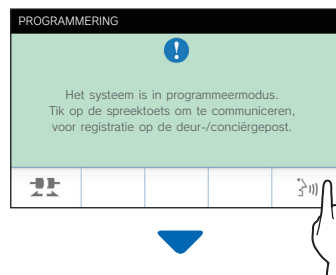 PROGRAMMERING
Het systeem is in programmeermodus.
Tik op de spreektoets om te communiceren,
voor registratie op de deur-/conciërgepost.